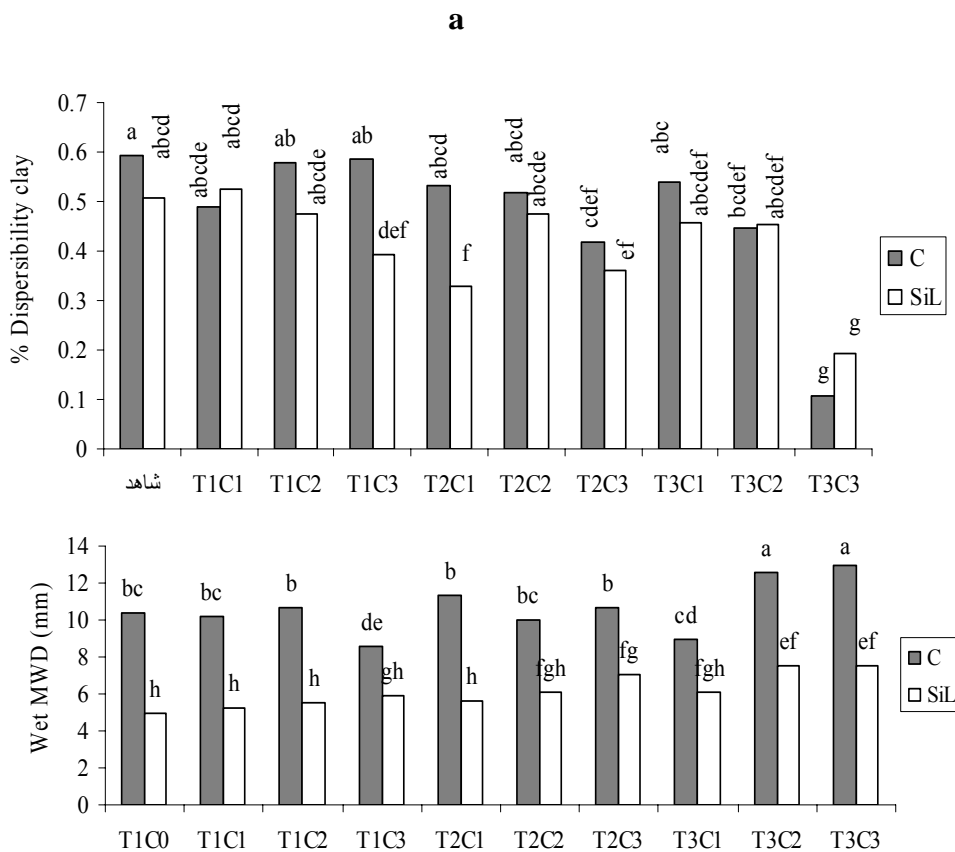 a
% Dispersibility clay
0.7
0.6
0.5
0.4
0.3
0.2
0.1
0
a
abcd
abcde
abcd
ab
abcde
ab
def
abcd
f
abcd
abcde
cdef
ef
abc
abcdef
bcdef
abcdef
g
g
C
SiL
شاهد T1C1 T1C2 T1C3 T2C1 T2C2 T2C3 T3C1 T3C2 T3C3
Wet MWD (mm)
14
12
10
8
6
4
2
0
bc
h
bc
h
b
h
de
gh
b
h
bc
fgh
b
fg
cd
fgh
a
ef
a
ef
C
SiL
T1C0 T1C1 T1C2 T1C3 T2C1 T2C2 T2C3 T3C1 T3C2 T3C3